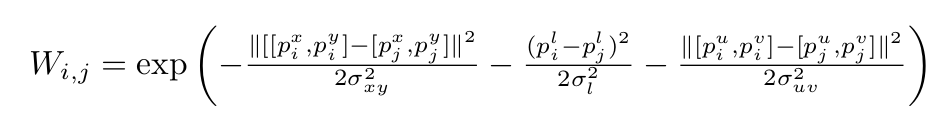 W_{i,j} = \exp\left(-\frac{\|[[p_i^x, p_i^y] - [p_j^x, p_j^y]\|^2}{2\sigma_{xy}^2} - \frac{(p_i^l - p_j^l)^2}{2\sigma_l^2} - \frac{\|[p_i^u, p_i^v] - [p_j^u, p_j^v]\|^2}{2\sigma_{uv}^2}\right)